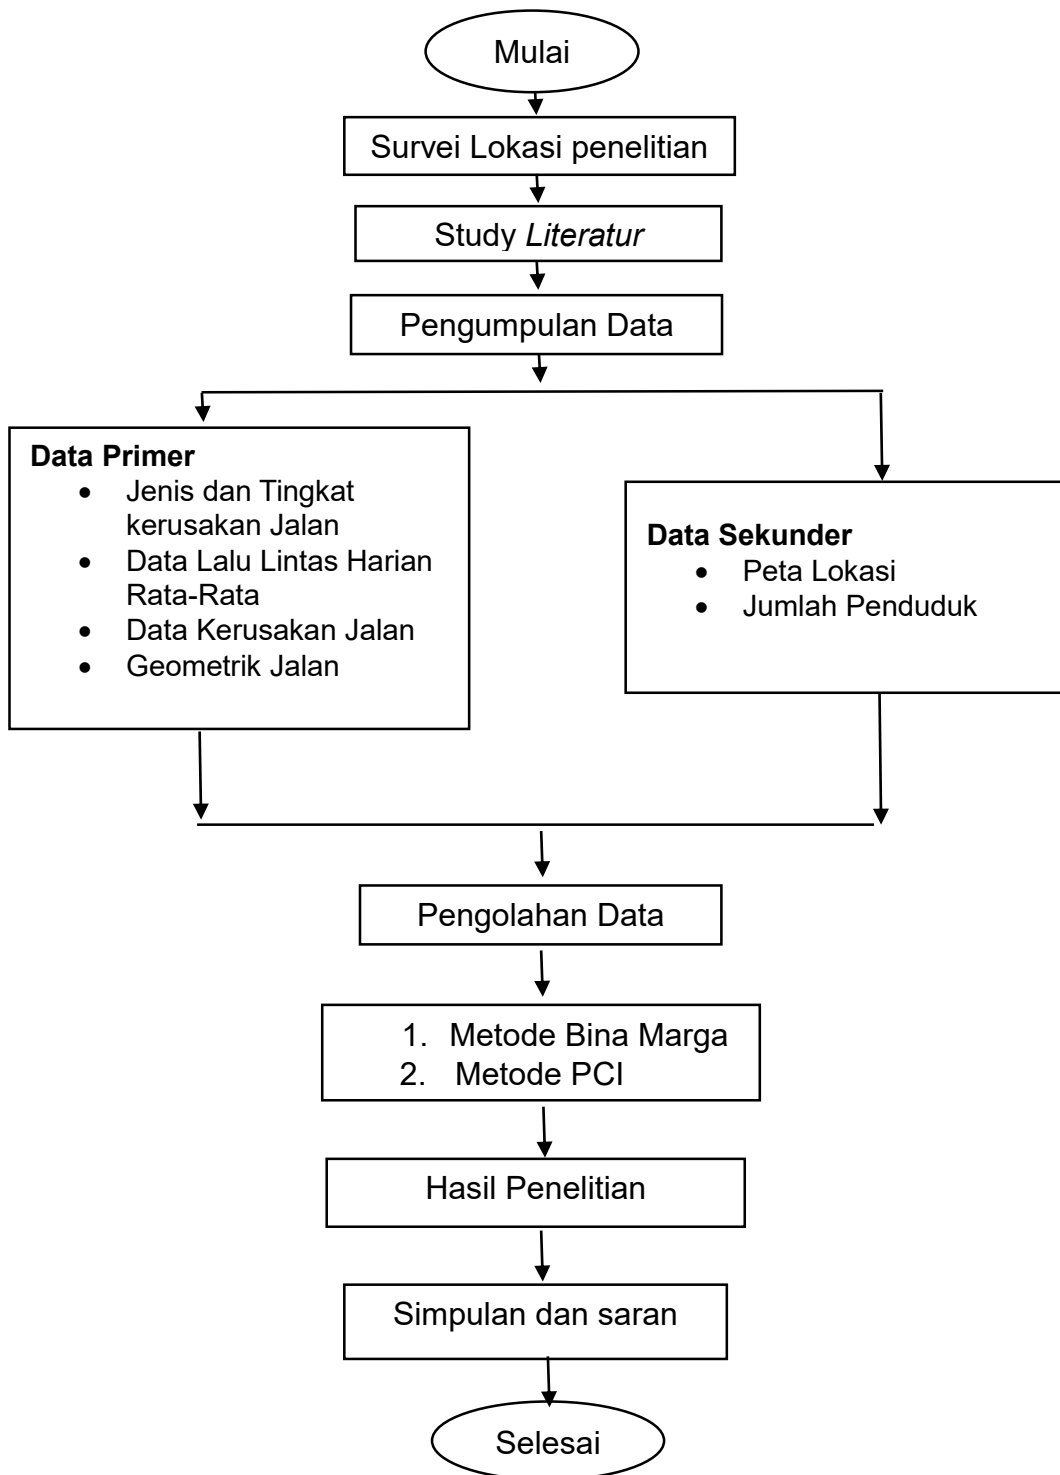 Mulai
Survei Lokasi penelitian
Study Literatur
Pengumpulan Data
Data Primer
• Jenis dan Tingkat
kerusakan Jalan
• Data Lalu Lintas Harian
Rata-Rata
• Data Kerusakan Jalan
• Geometrik Jalan
Data Sekunder
• Peta Lokasi
• Jumlah Penduduk
Pengolahan Data
1. Metode Bina Marga
2. Metode PCI
Hasil Penelitian
Simpulan dan saran
Selesai